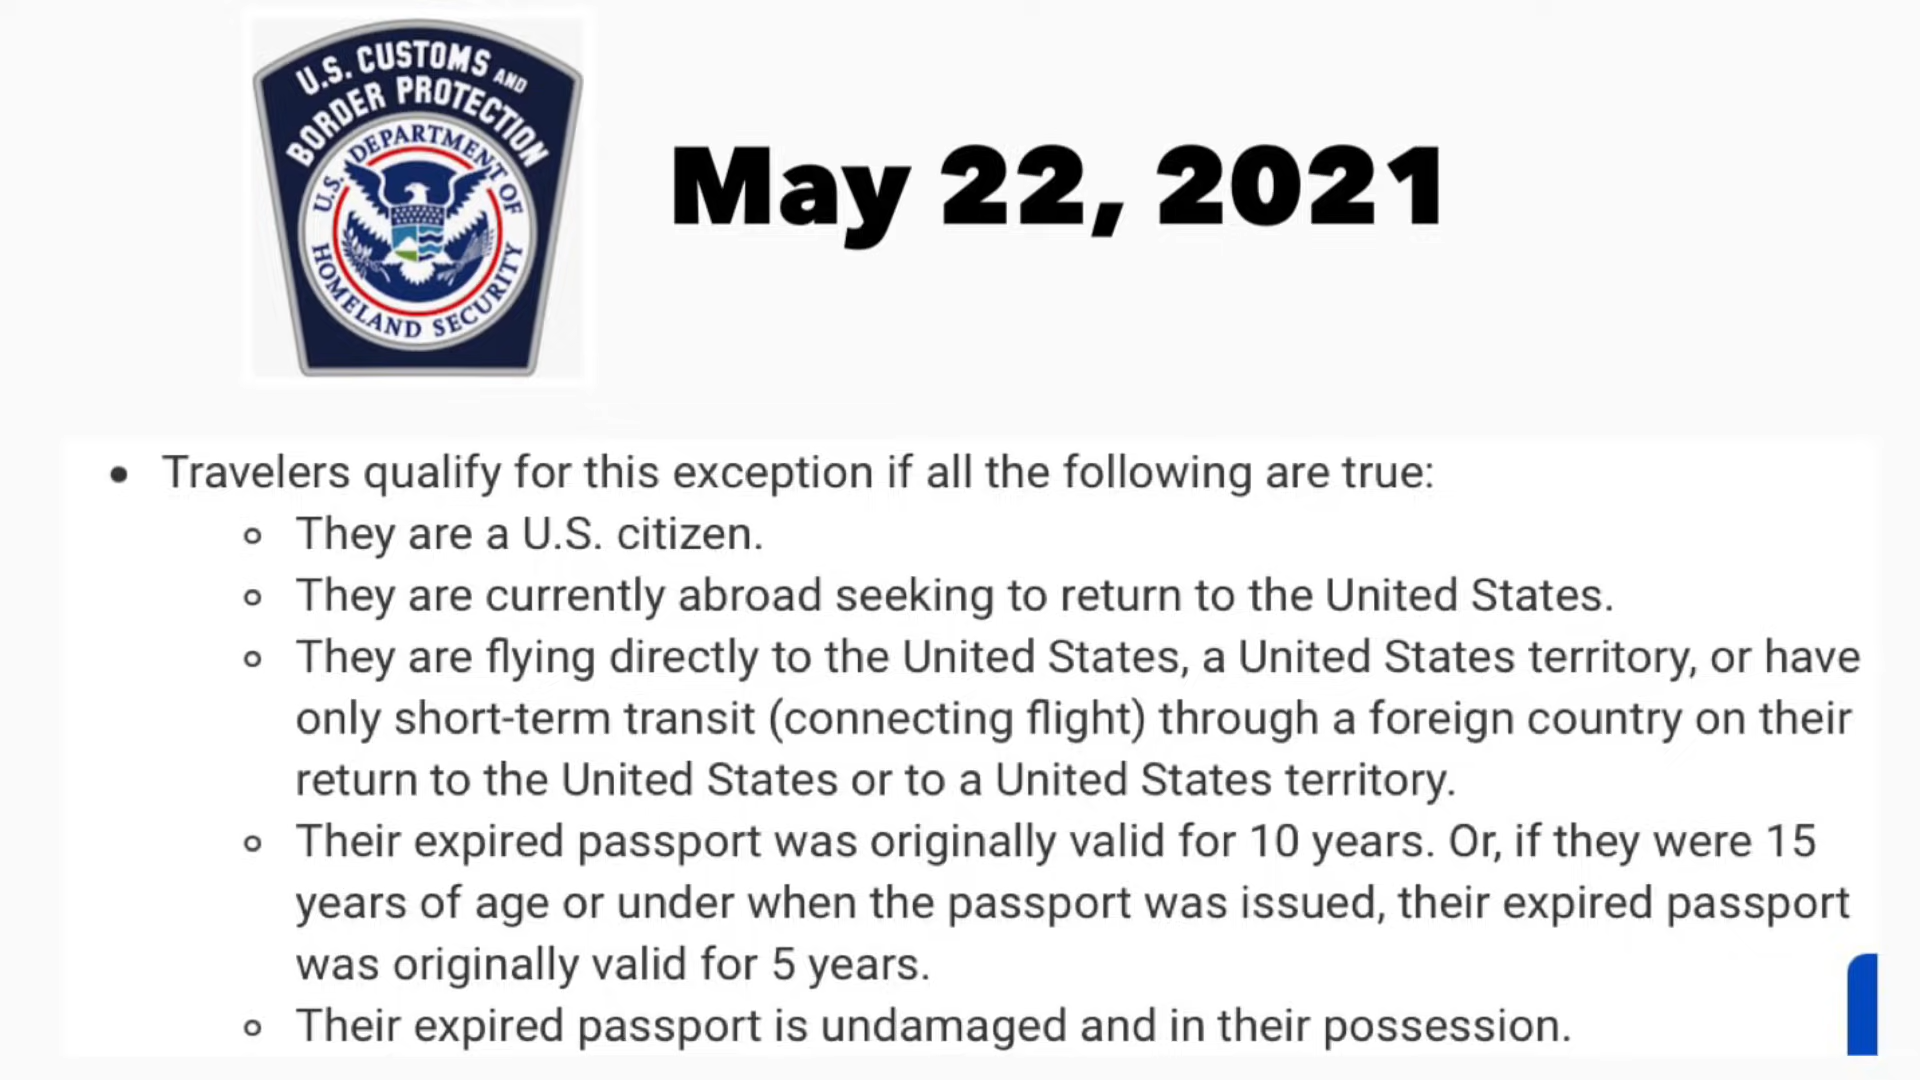 U.S. CUSTOMS AND
BORDER PROTECTION
U.S. DEPARTMENT OF
HOMELAND SECURITY
May 22, 2021
• Travelers qualify for this exception if all the following are true:
○ They are a U.S. citizen.
○ They are currently abroad seeking to return to the United States.
○ They are flying directly to the United States, a United States territory, or have
only short-term transit (connecting flight) through a foreign country on their
return to the United States or to a United States territory.
○ Their expired passport was originally valid for 10 years. Or, if they were 15
years of age or under when the passport was issued, their expired passport
was originally valid for 5 years.
○ Their expired passport is undamaged and in their possession.